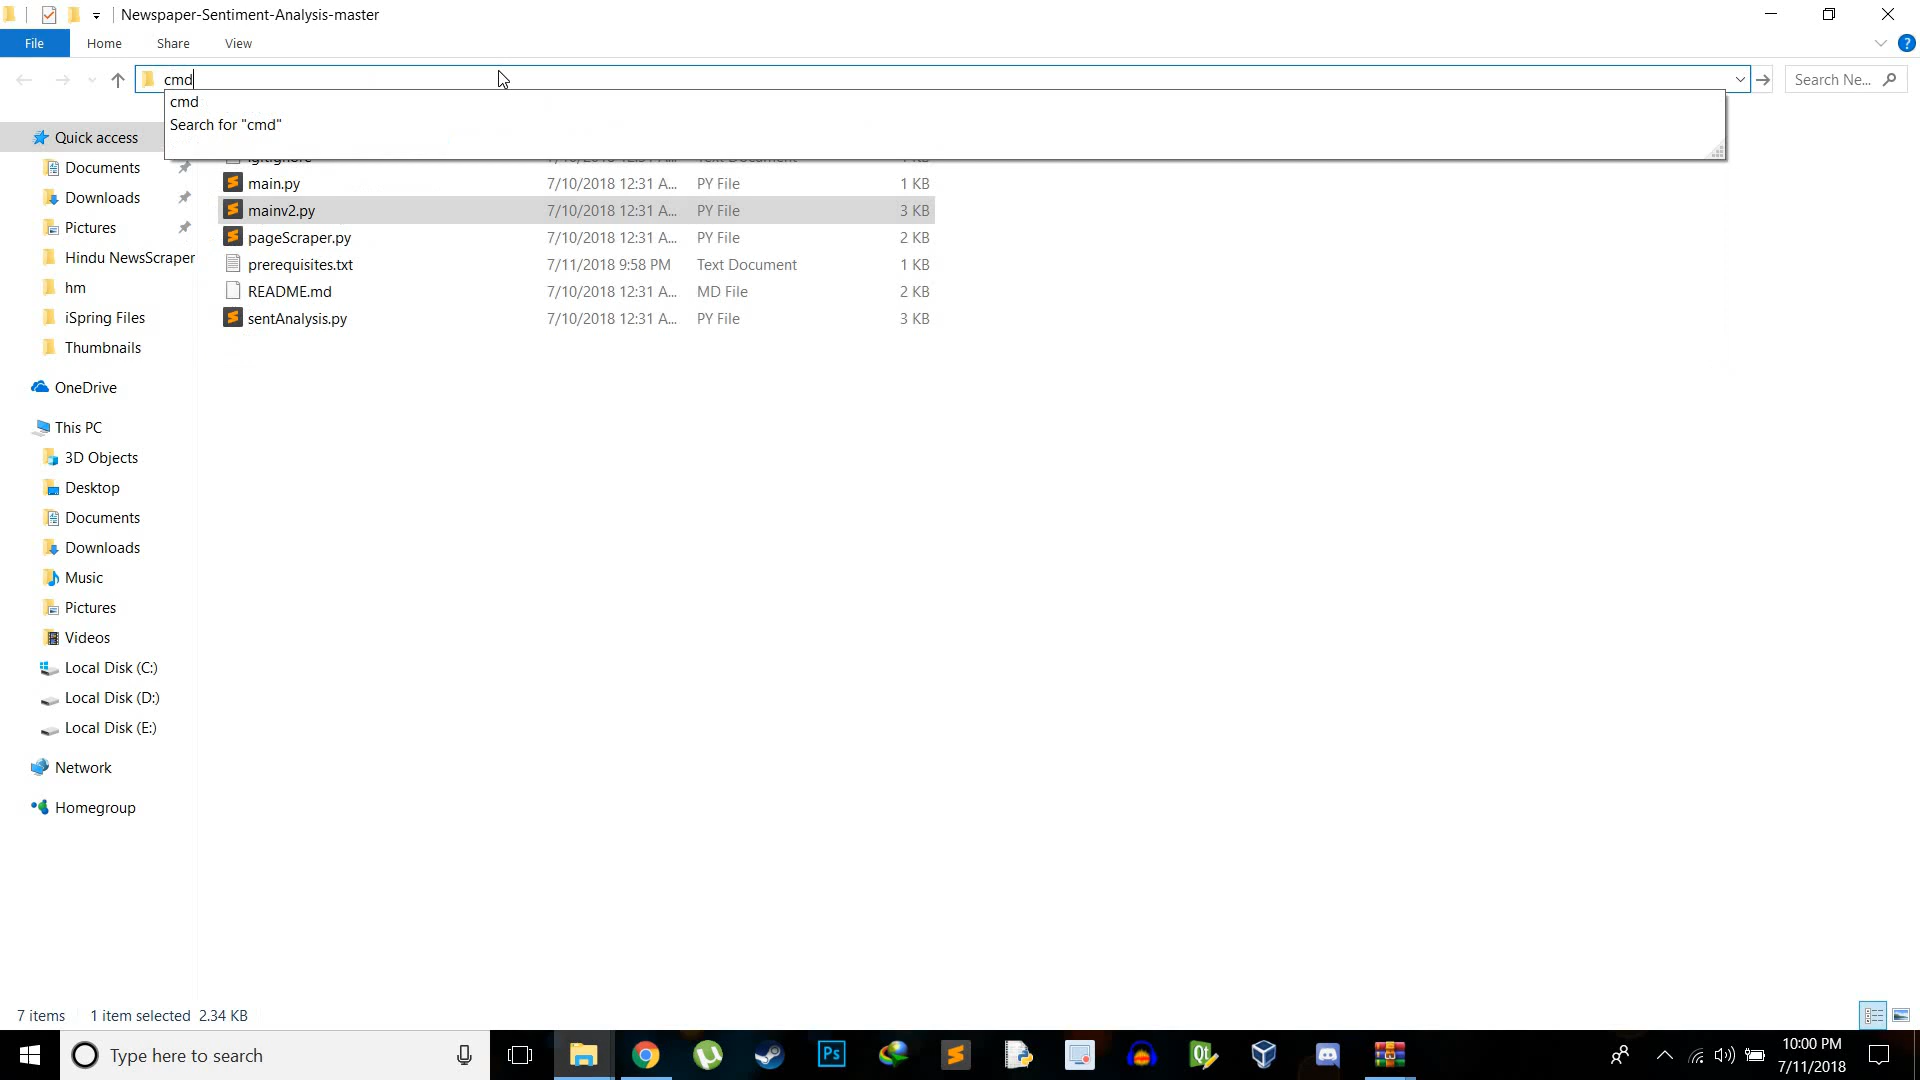 Newspaper-Sentiment-Analysis-master
File Home Share View
cmd
Search Ne...
cmd
Search for "cmd"
Quick access
Documents
Downloads
Pictures
Hindu NewsScraper
hm
iSpring Files
Thumbnails
OneDrive
This PC
3D Objects
Desktop
Documents
Downloads
Music
Pictures
Videos
Local Disk (C:)
Local Disk (D:)
Local Disk (E:)
Network
Homegroup
main.py 7/10/2018 12:31 A... PY File 1 KB
mainv2.py 7/10/2018 12:31 A... PY File 3 KB
pageScraper.py 7/10/2018 12:31 A... PY File 2 KB
prerequisites.txt 7/11/2018 9:58 PM Text Document 1 KB
README.md 7/10/2018 12:31 A... MD File 2 KB
sentAnalysis.py 7/10/2018 12:31 A... PY File 3 KB
7 items 1 item selected 2.34 KB
Type here to search
Ps
Qt
10:00 PM
7/11/2018